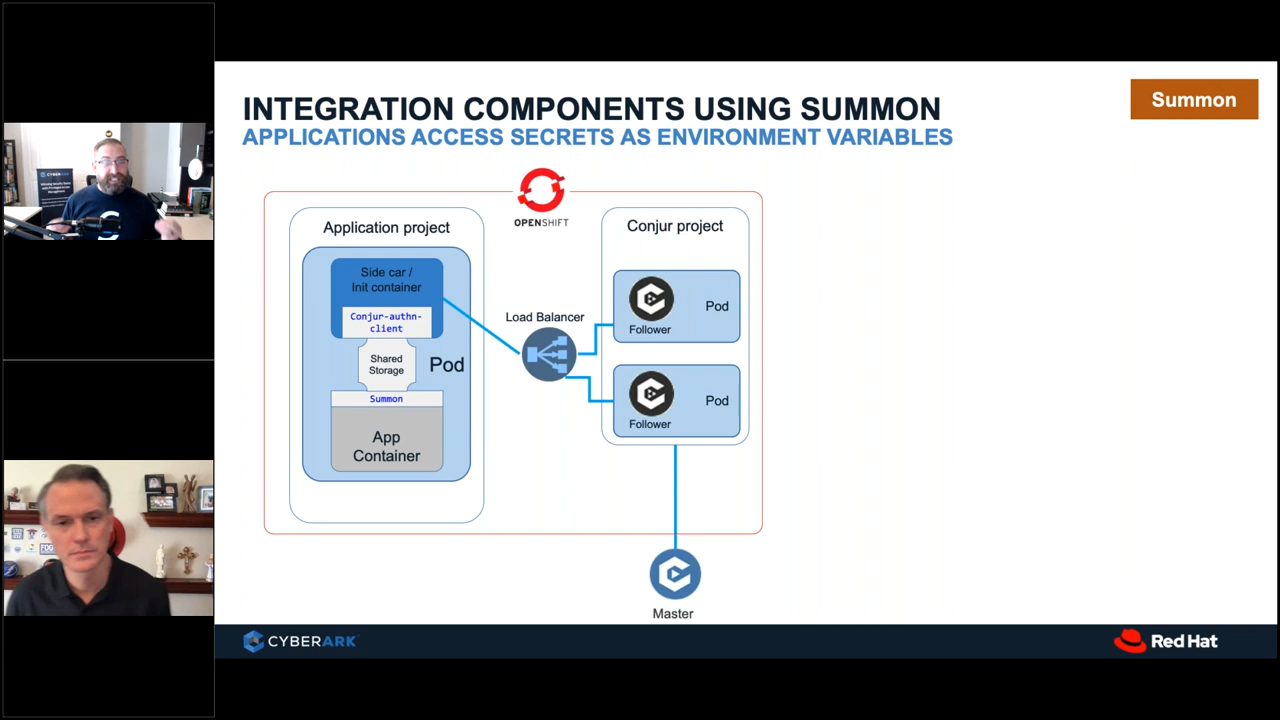 INTEGRATION COMPONENTS USING SUMMON
APPLICATIONS ACCESS SECRETS AS ENVIRONMENT VARIABLES
Summon
OPENSHIFT
Application project
Side car /
Init container
Conjur-authn-
client
Shared
Storage
Pod
Summon
App
Container
Load Balancer
Conjur project
Pod
Follower
Pod
Follower
Master
CYBERARK
Red Hat
CYBERARK